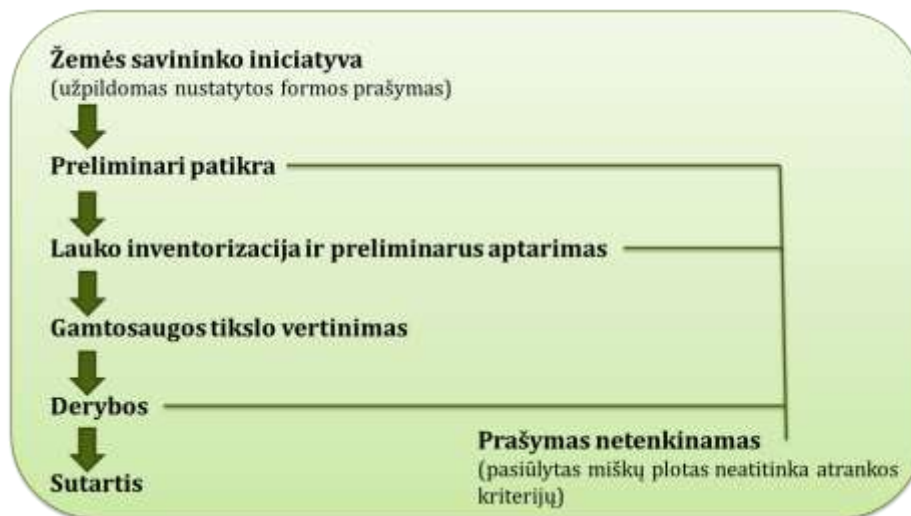 Žemės savininko iniciatyva
(užpildomas nustatytos formos prašymas)
Preliminari patikra
Lauko inventorizacija ir preliminarus aptarimas
Gamtosaugos tikslo vertinimas
Derybos
Prašymas netenkinamas
(pasiūlytas miškų plotas neatitinka atrankos
kriterijų)
Sutartis